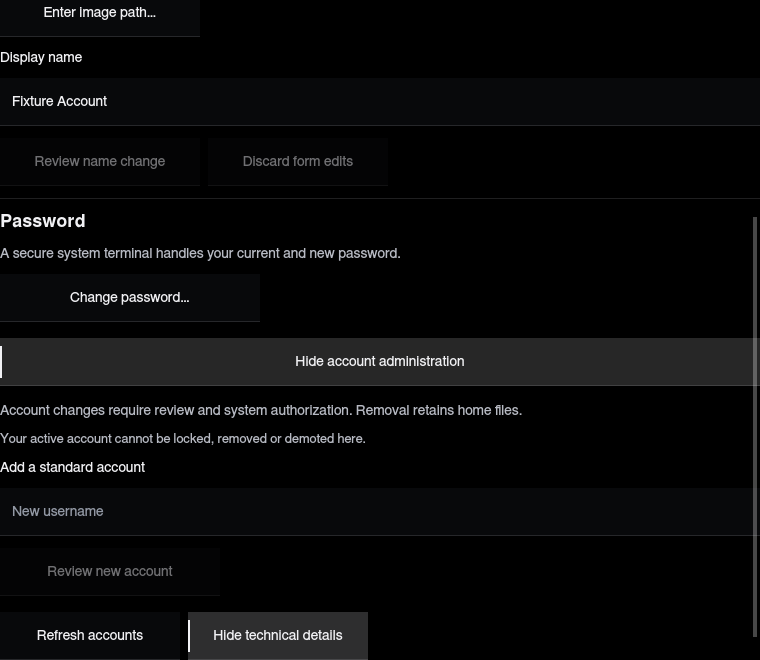 Enter image path...
Display name
Fixture Account
Review name change
Discard form edits
Password
A secure system terminal handles your current and new password.
Change password...
Hide account administration
Account changes require review and system authorization. Removal retains home files.
Your active account cannot be locked, removed or demoted here.
Add a standard account
New username
Review new account
Refresh accounts
Hide technical details